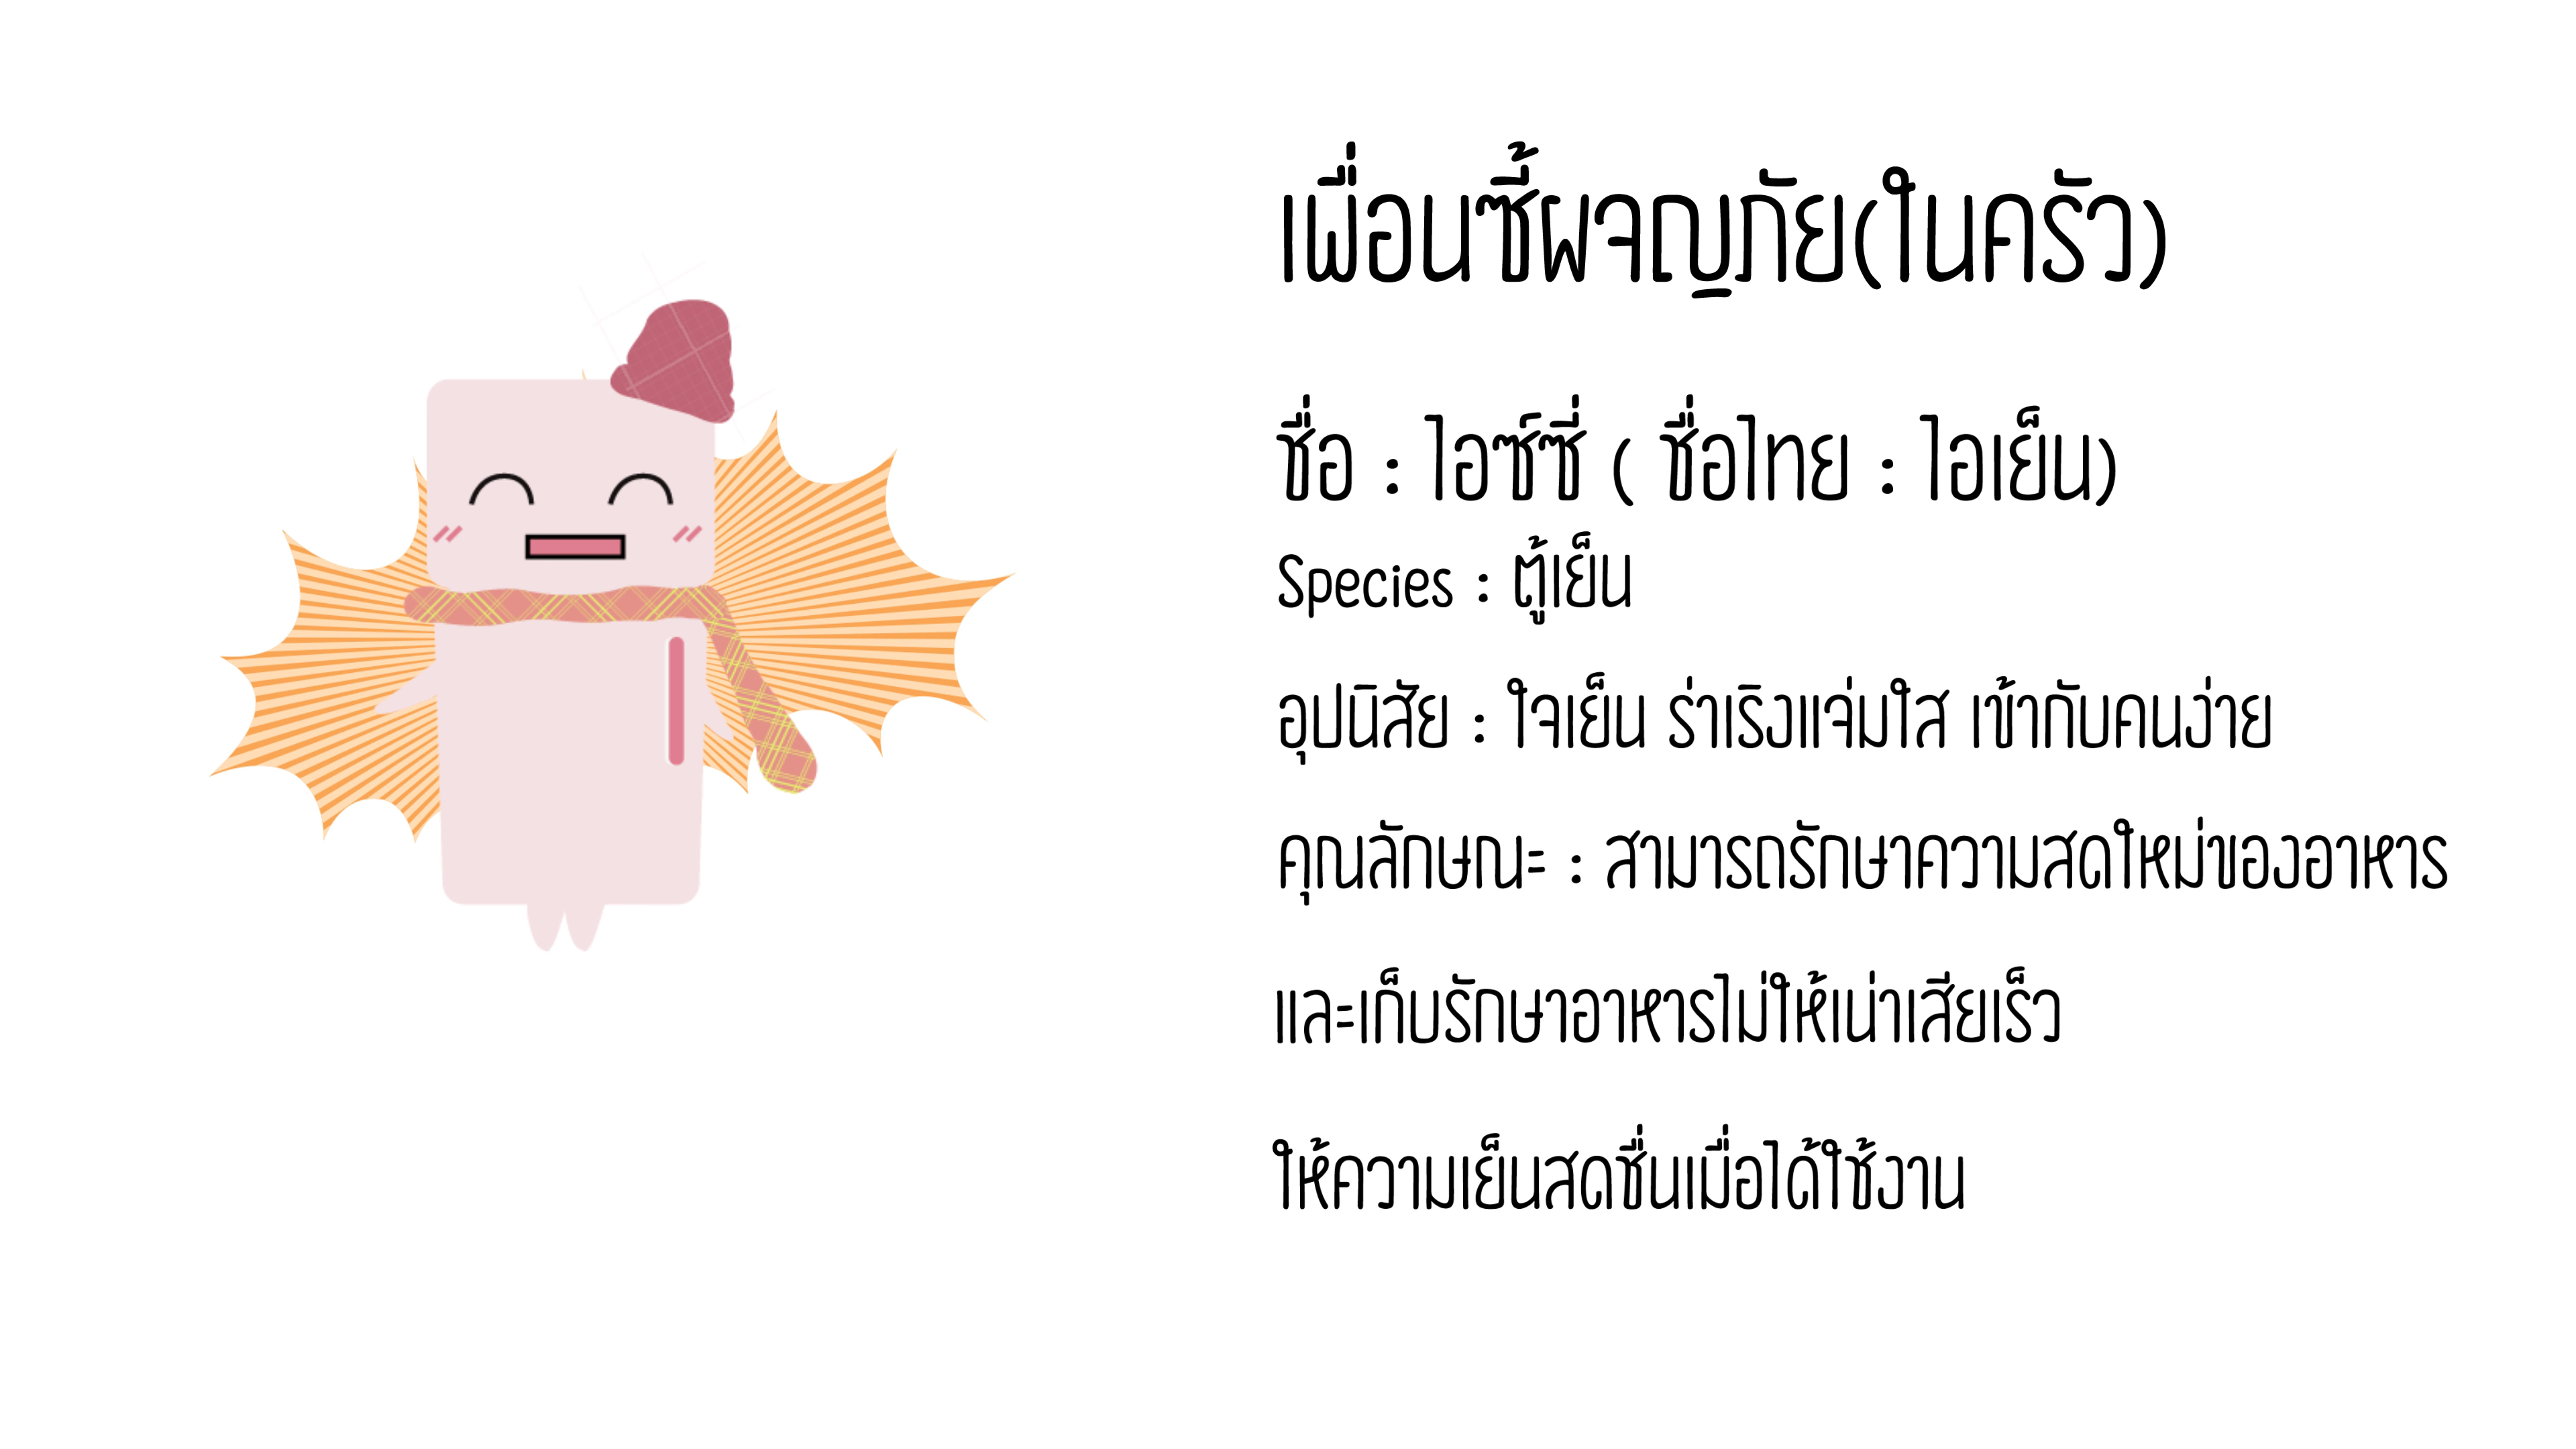 เพื่อนซี้ผจญภัย(ในครัว)
ชื่อ : ไอซ์ซี่ ( ชื่อไทย : ไอเย็น)
Species : ตู้เย็น
อุปนิสัย : ใจเย็น ร่าเริงแจ่มใส เข้ากับคนง่าย
คุณลักษณะ : สามารถรักษาความสดใหม่ของอาหาร
และเก็บรักษาอาหารไม่ให้เน่าเสียเร็ว
ให้ความเย็นสดชื่นเมื่อได้ใช้งาน